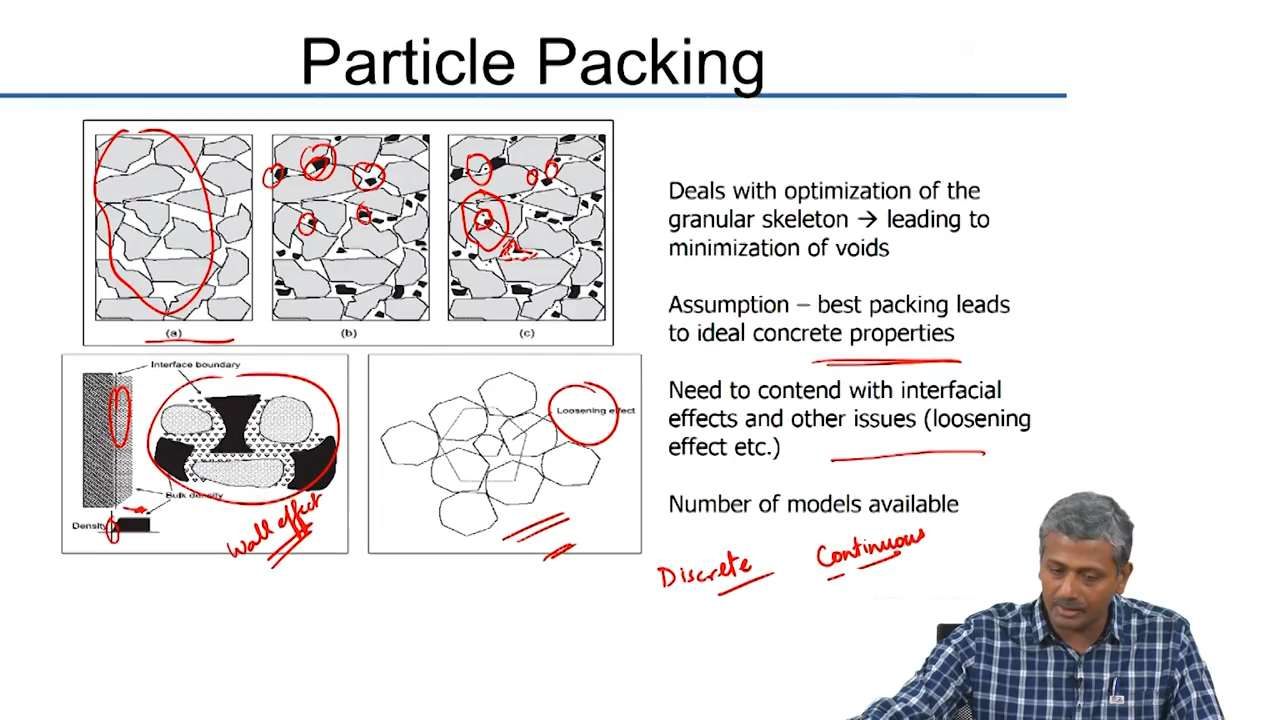 Particle Packing
(a)
(b)
(c)
Interface boundary
Bulk density
Density
Wall effect
Loosening effect
Deals with optimization of the
granular skeleton → leading to
minimization of voids
Assumption – best packing leads
to ideal concrete properties
Need to contend with interfacial
effects and other issues (loosening
effect etc.)
Number of models available
Discrete
Continuous